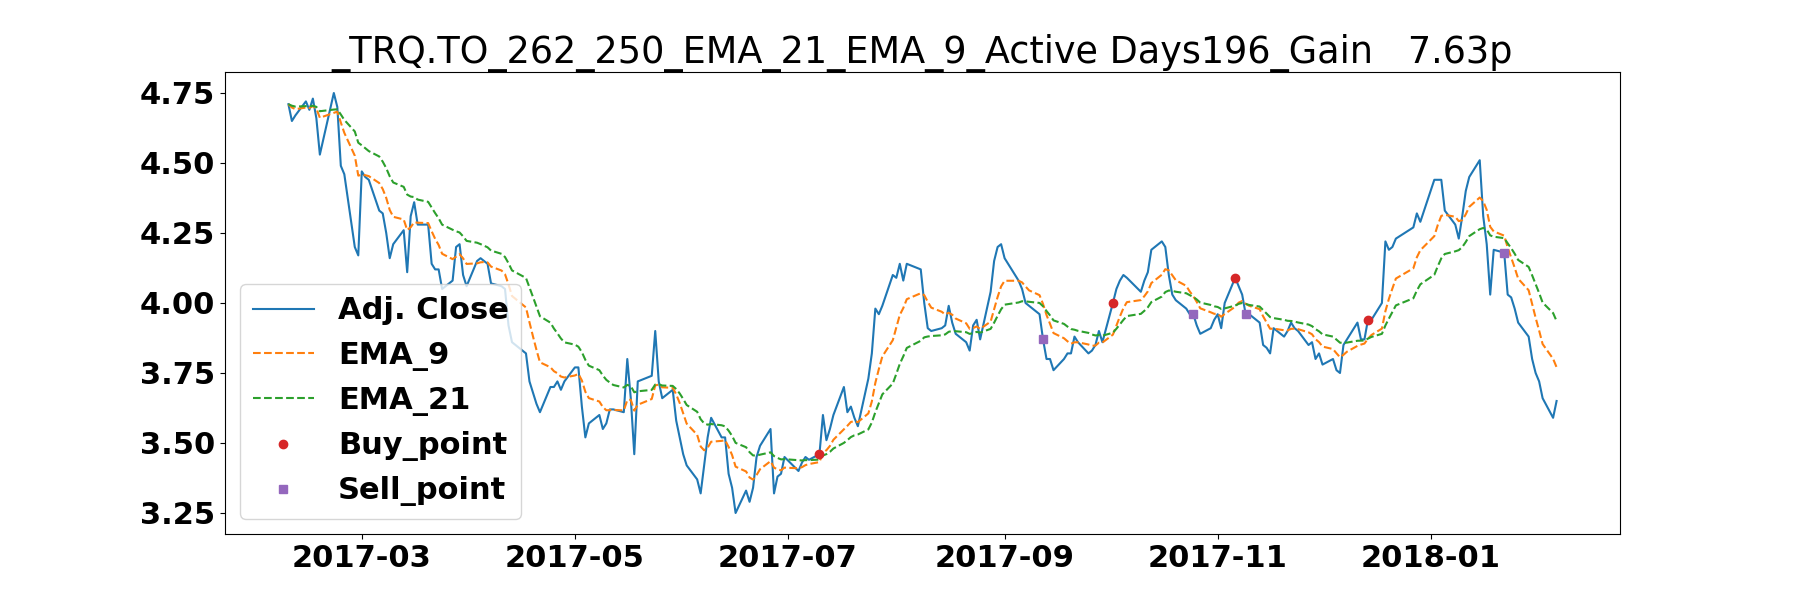 _TRQ.TO_262_250_EMA_21_EMA_9_Active Days196_Gain   7.63p
4.75
4.50
4.25
4.00
3.75
3.50
3.25
Adj. Close
EMA_9
EMA_21
Buy_point
Sell_point
2017-03 2017-05 2017-07 2017-09 2017-11 2018-01